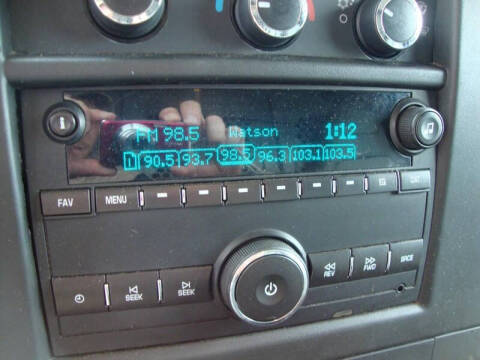 FM 98.5 Watson 1:12
1 90.5 93.7 98.5 96.3 103.1 103.5
FAV MENU
REV FWD SRCE
SEEK SEEK